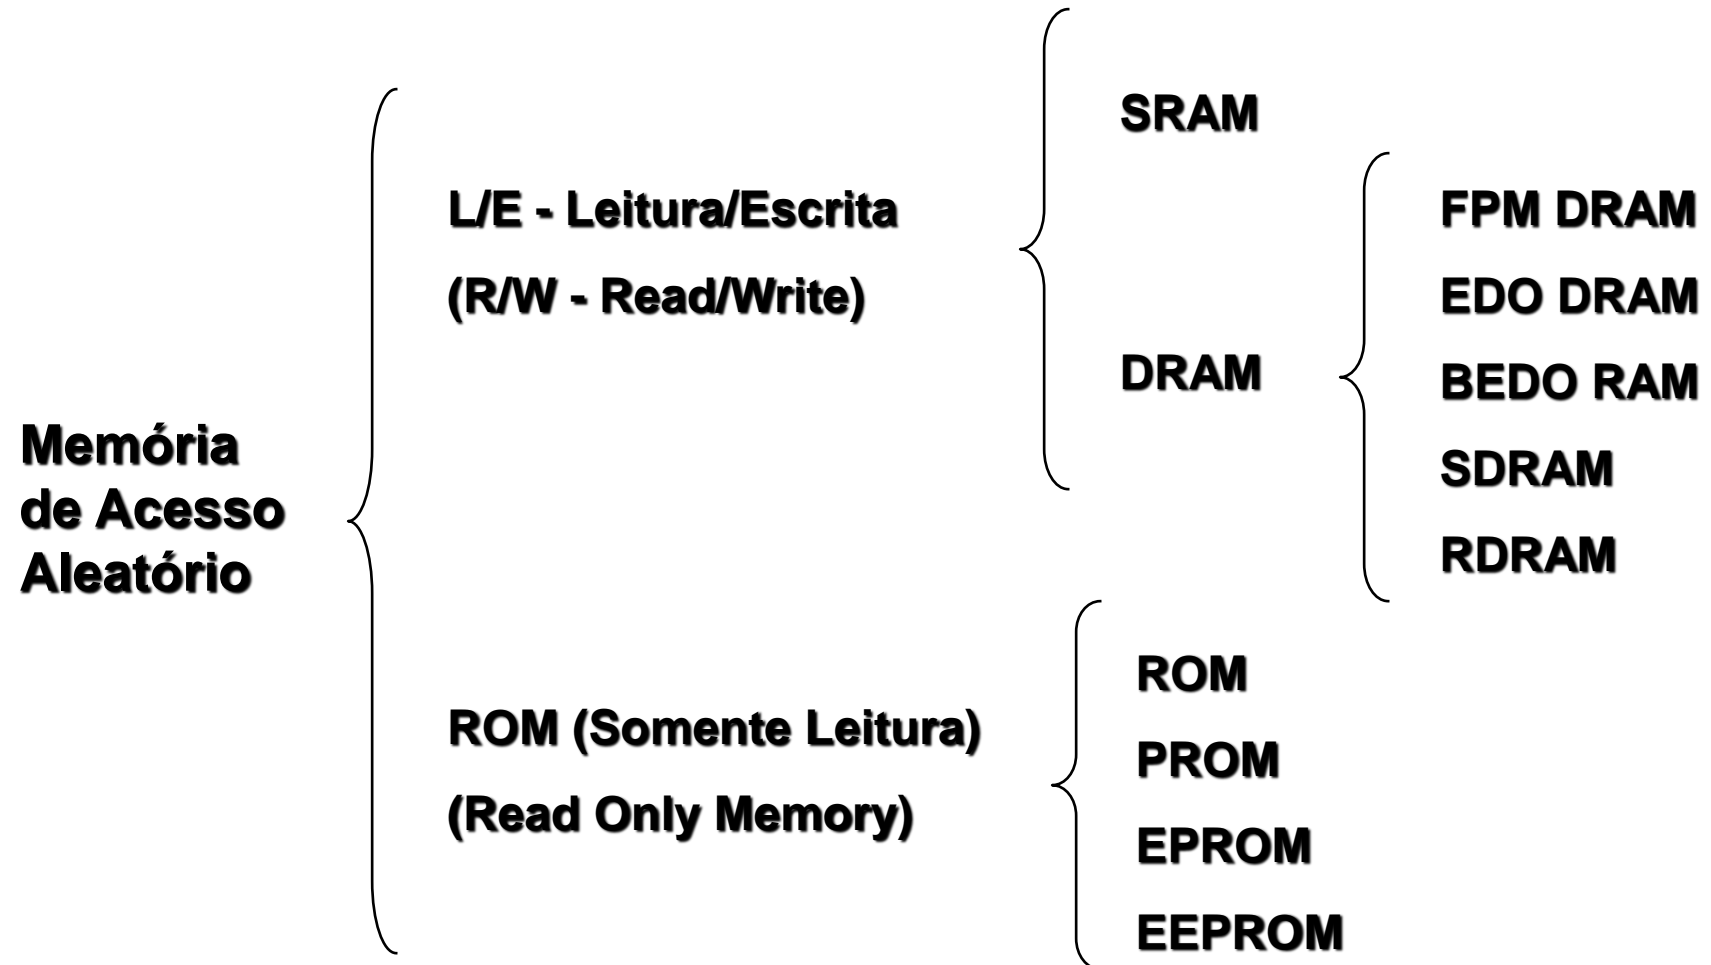 Memória
de Acesso
Aleatório
L/E - Leitura/Escrita
(R/W - Read/Write)
SRAM
DRAM
FPM DRAM
EDO DRAM
BEDO RAM
SDRAM
RDRAM
ROM (Somente Leitura)
(Read Only Memory)
ROM
PROM
EPROM
EEPROM